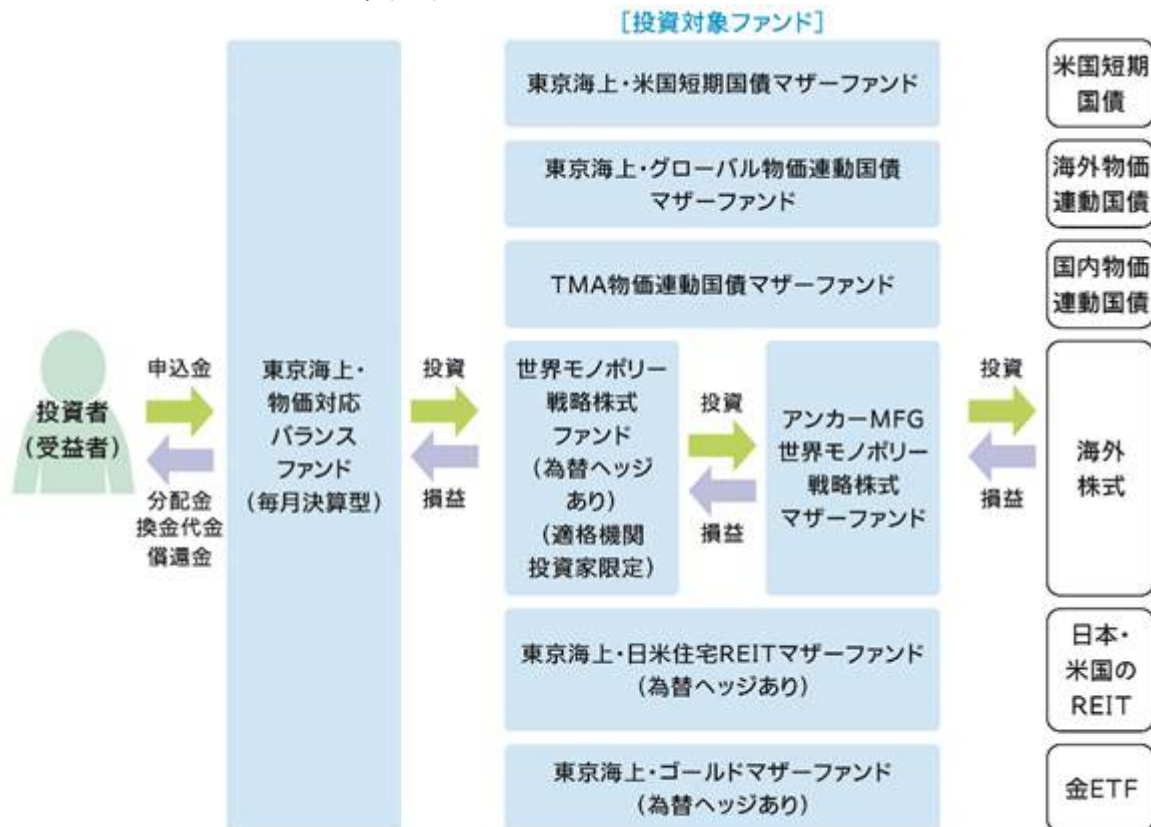 [投資対象ファンド]
東京海上・米国短期国債マザーファンド
米国短期
国債
東京海上・グローバル物価連動国債
マザーファンド
海外物価
連動国債
TMA物価連動国債マザーファンド
国内物価
連動国債
投資者
(受益者)
申込金
分配金
換金代金
償還金
東京海上・
物価対応
バランス
ファンド
(毎月決算型)
投資
損益
世界モノポリー
戦略株式
ファンド
(為替ヘッジ
あり)
(適格機関
投資家限定)
投資
損益
アンカーMFG
世界モノポリー
戦略株式
マザーファンド
投資
損益
海外
株式
東京海上・日米住宅REITマザーファンド
(為替ヘッジあり)
日本・
米国の
REIT
東京海上・ゴールドマザーファンド
(為替ヘッジあり)
金ETF